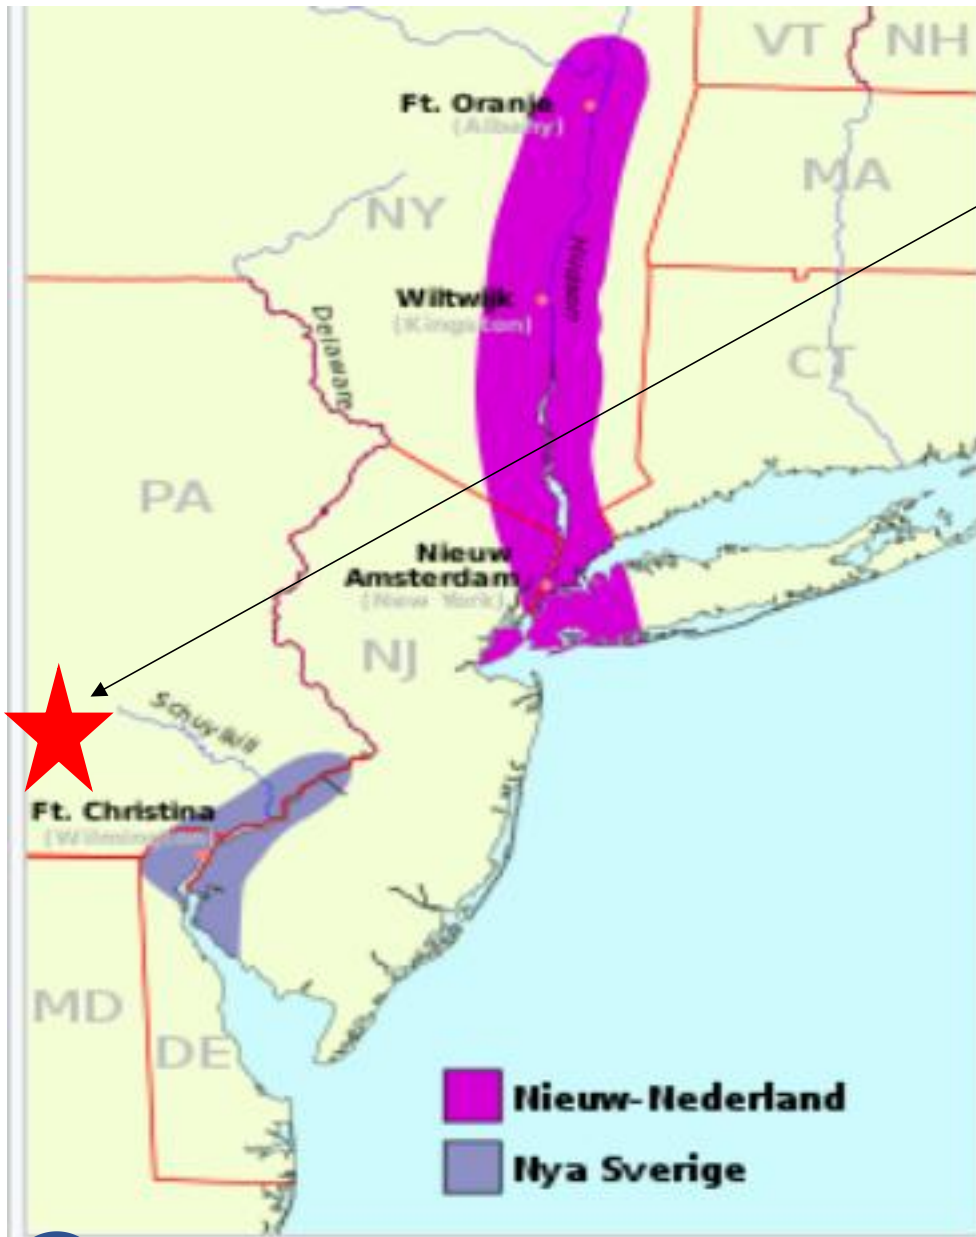 VT
NH
Ft. Oranje
(Albany)
MA
NY
Hudson
Wiltwijk
(Kingston)
Delaware
CT
PA
Nieuw
Amsterdam
(New York)
NJ
Schuylkill
Ft. Christina
(Wilmington)
MD
DE
Nieuw-Nederland
Nya Sverige